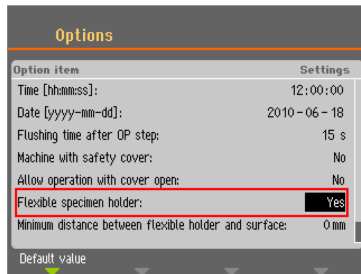 Options
Option item Settings
Time [hh:mm:ss]: 12:00:00
Date [yyyy-mm-dd]: 2010-06-18
Flushing time after OP step: 15 s
Machine with safety cover: No
Allow operation with cover open: No
Flexible specimen holder: Yes
Minimum distance between flexible holder and surface: 0 mm
Default value